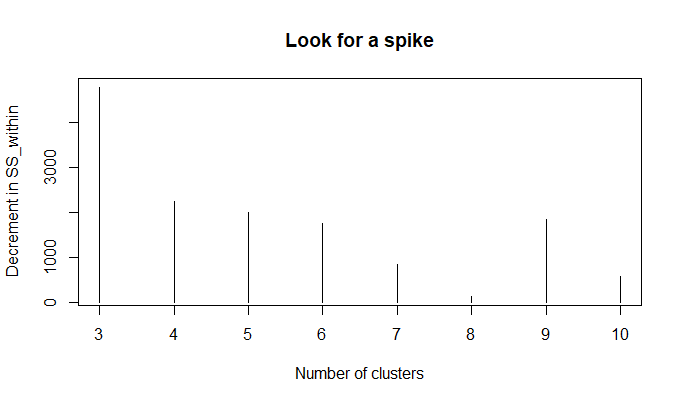 Look for a spike
Decrement in SS_within
3000
1000
0
3 4 5 6 7 8 9 10
Number of clusters